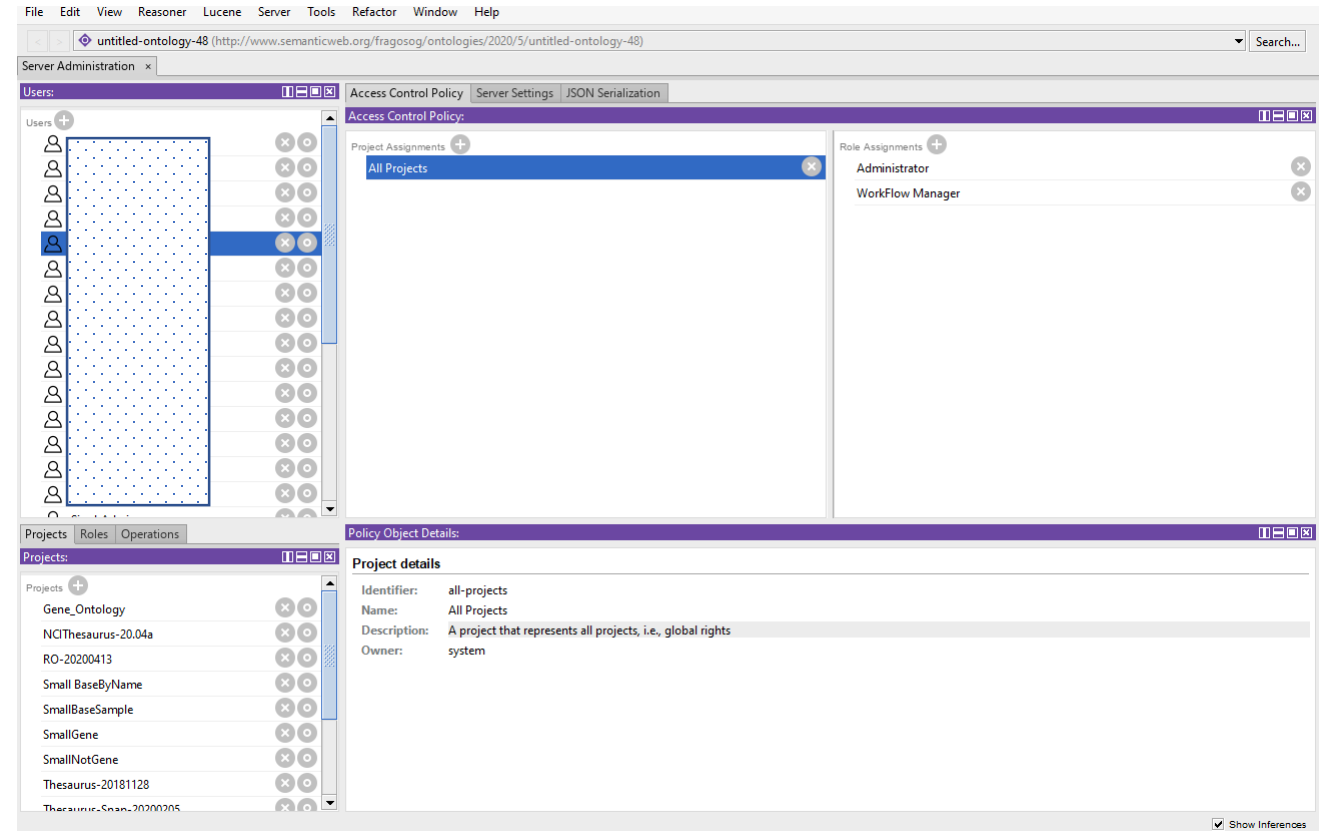 File Edit View Reasoner Lucene Server Tools Refactor Window Help
untitled-ontology-48 (http://www.semanticweb.org/fragosog/ontologies/2020/5/untitled-ontology-48)
Search...
Server Administration
Users:
Users
Access Control Policy Server Settings JSON Serialization
Access Control Policy:
Project Assignments
All Projects
Role Assignments
Administrator
WorkFlow Manager
Projects Roles Operations
Projects:
Projects
Gene_Ontology
NCIThesaurus-20.04a
RO-20200413
Small BaseByName
SmallBaseSample
SmallGene
SmallNotGene
Thesaurus-20181128
Thesaurus-Snap-20200205
Policy Object Details:
Project details
Identifier: all-projects
Name: All Projects
Description: A project that represents all projects, i.e., global rights
Owner: system
Show Inferences